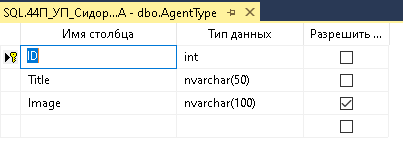 SQL.44П_УП_Сидор...А - dbo.AgentType
Имя столбца Тип данных Разрешить ...
ID int
Title nvarchar(50)
Image nvarchar(100)